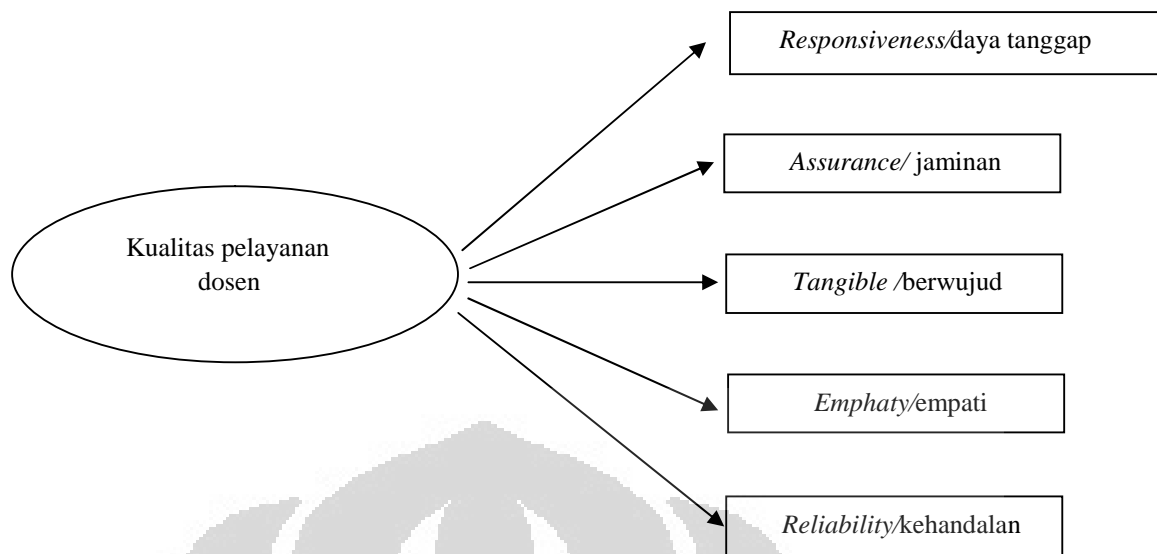 Responsiveness/daya tanggap
Assurance/ jaminan
Kualitas pelayanan
dosen
Tangible /berwujud
Emphaty/empati
Reliability/kehandalan